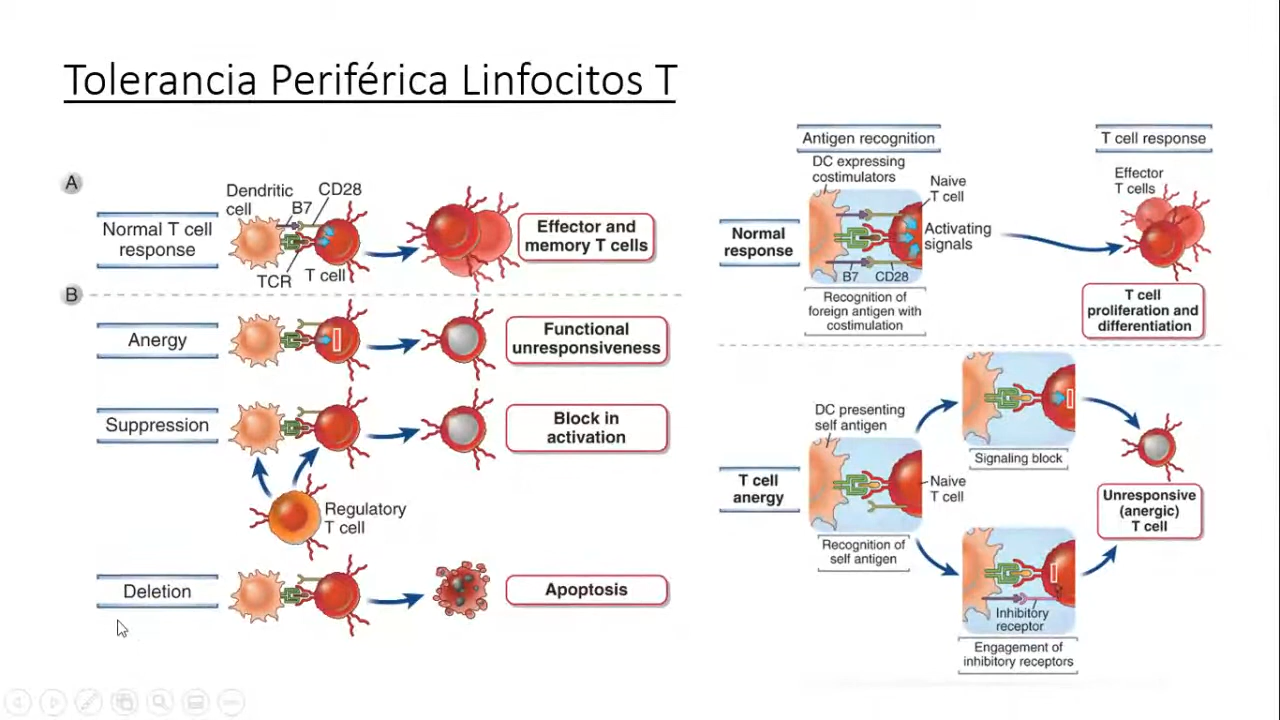 Tolerancia Periférica Linfocitos T
A
Dendritic
cell
B7
CD28
Normal T cell
response
TCR
T cell
Effector and
memory T cells
B
Anergy
Functional
unresponsiveness
Suppression
Block in
activation
Regulatory
T cell
Deletion
Apoptosis
Antigen recognition
T cell response
DC expressing
costimulators
Naive
T cell
Activating
signals
Effector
T cells
Normal
response
B7
CD28
Recognition of
foreign antigen with
costimulation
T cell
proliferation and
differentiation
DC presenting
self antigen
Signaling block
T cell
anergy
Naive
T cell
Unresponsive
(anergic)
T cell
Recognition of
self antigen
Inhibitory
receptor
Engagement of
inhibitory receptors